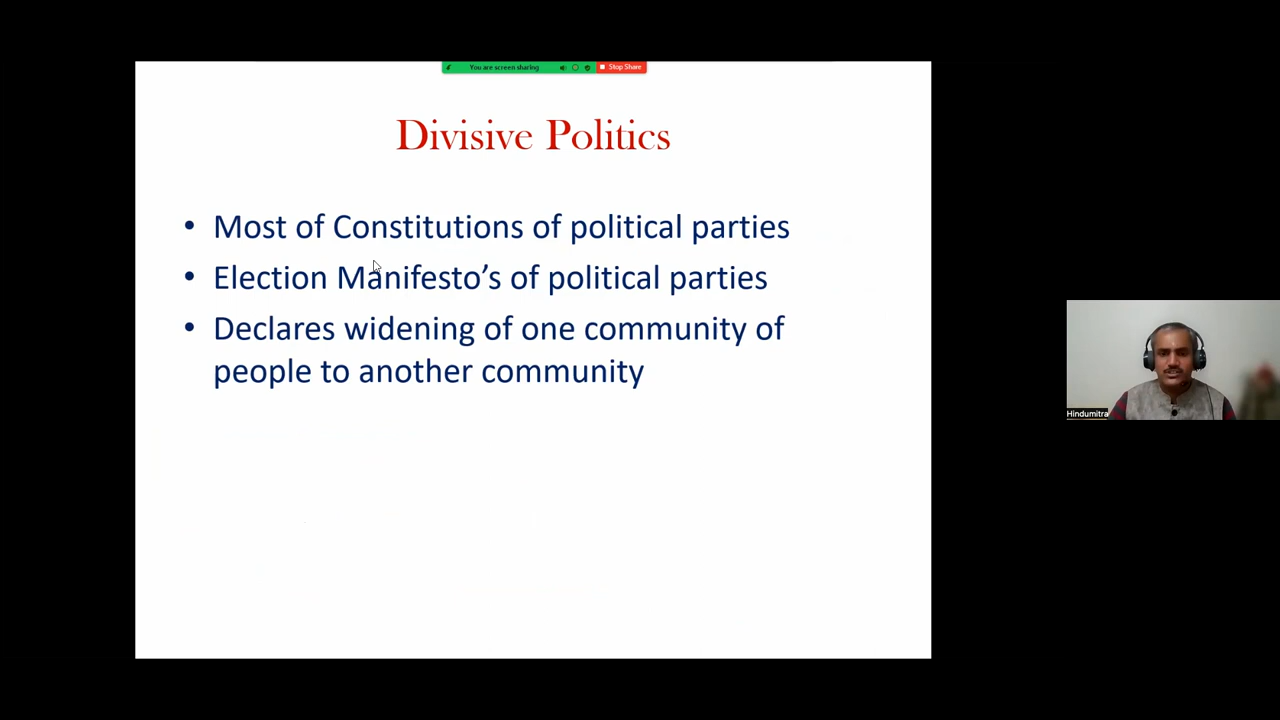 You are screen sharing
Stop Share
Divisive Politics
• Most of Constitutions of political parties
• Election Manifesto's of political parties
• Declares widening of one community of
people to another community
Hindumitra